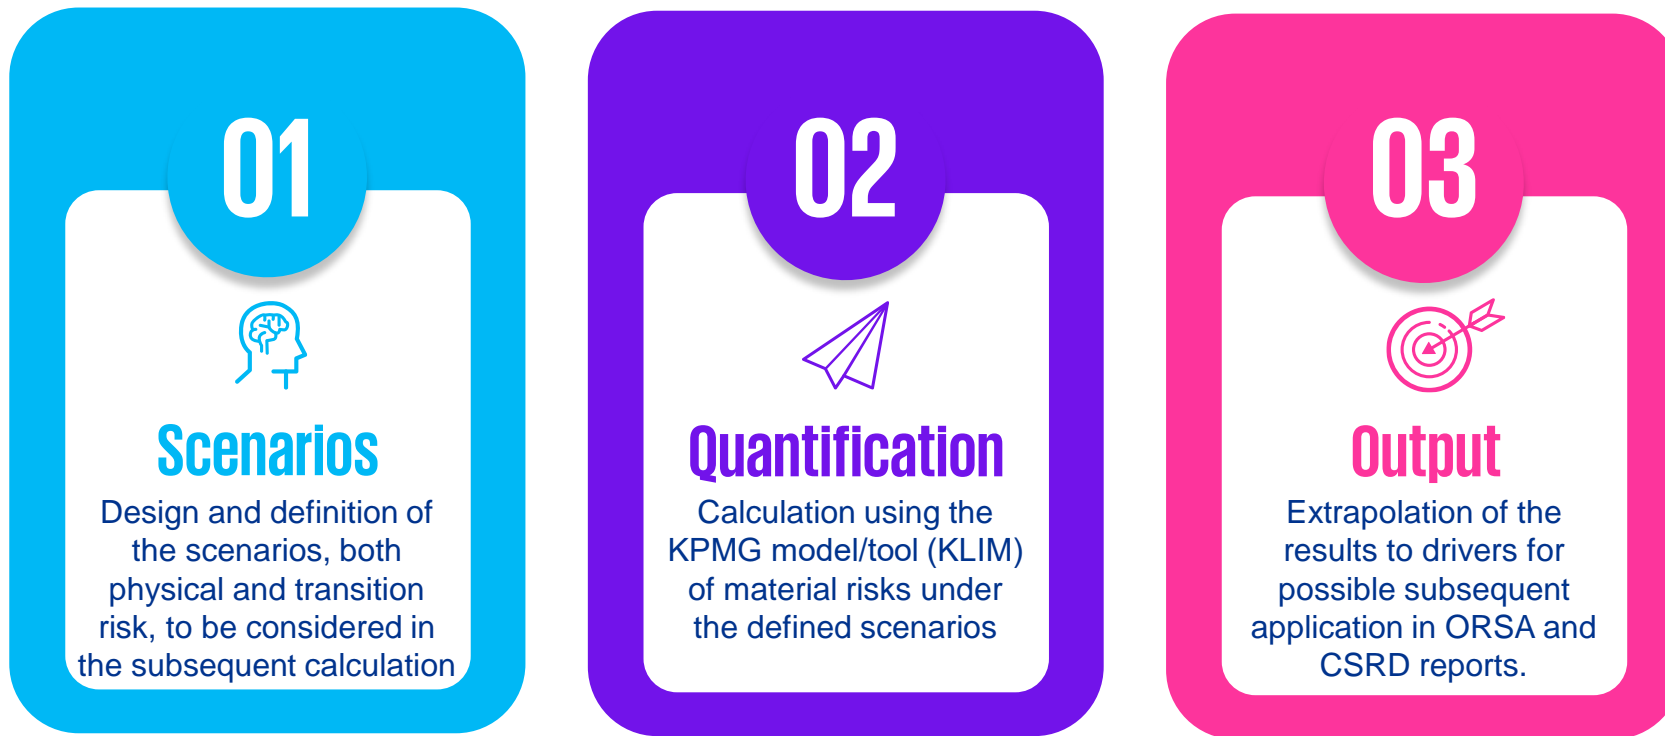 01
Scenarios
Design and definition of
the scenarios, both
physical and transition
risk, to be considered in
the subsequent calculation
02
Quantification
Calculation using the
KPMG model/tool (KLIM)
of material risks under
the defined scenarios
03
Output
Extrapolation of the
results to drivers for
possible subsequent
application in ORSA and
CSRD reports.